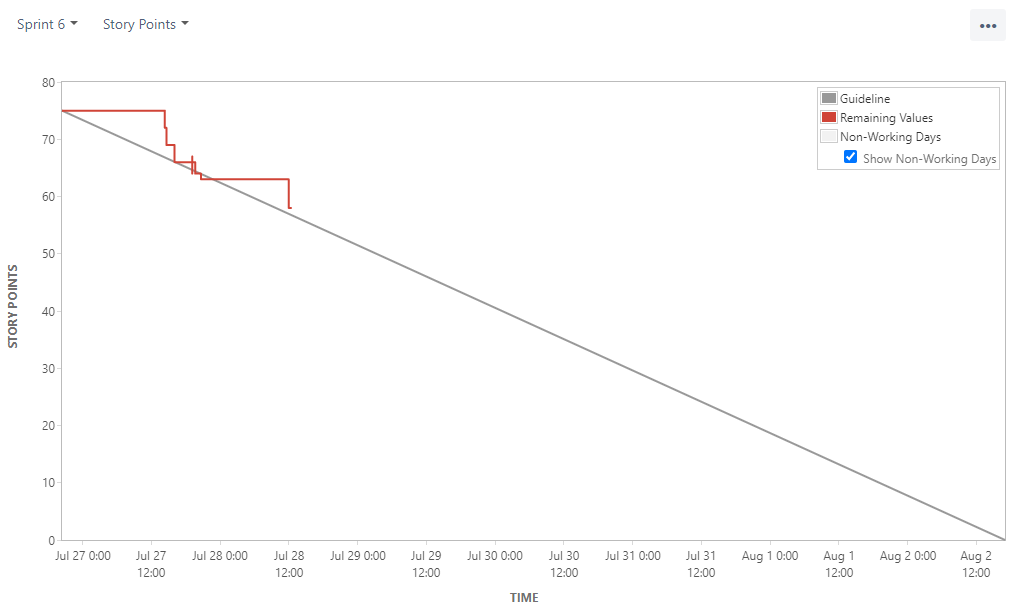 Sprint 6 Story Points
•••
80
70
60
50
40
30
20
10
0
STORY POINTS
Guideline
Remaining Values
Non-Working Days
Show Non-Working Days
Jul 27 0:00
Jul 27
12:00
Jul 28 0:00
Jul 28
12:00
Jul 29 0:00
Jul 29
12:00
Jul 30 0:00
Jul 30
12:00
Jul 31 0:00
Jul 31
12:00
Aug 1 0:00
Aug 1
12:00
Aug 2 0:00
Aug 2
12:00
TIME